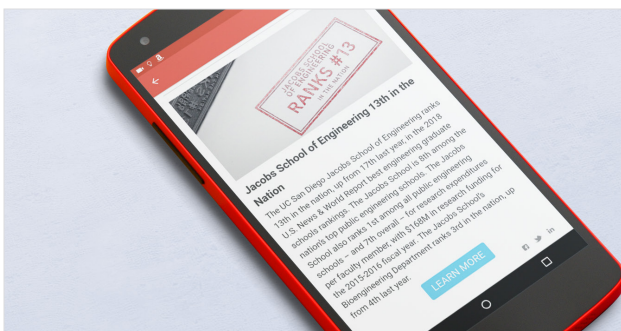 JACOBS SCHOOL
OF ENGINEERING
RANKS #13
IN THE NATION
Jacobs School of Engineering 13th in the
Nation
The UC San Diego Jacobs School of Engineering ranks
13th in the nation, up from 17th last year, in the 2018
U.S. News & World Report best engineering graduate
schools rankings. The Jacobs School is 8th among the
nation's top public engineering schools. The Jacobs
School also ranks 1st among all public engineering
schools – and 7th overall – for research expenditures
per faculty member, with $168M in research funding for
the 2015-2016 fiscal year. The Jacobs School's
Bioengineering Department ranks 3rd in the nation, up
from 4th last year.
LEARN MORE
in